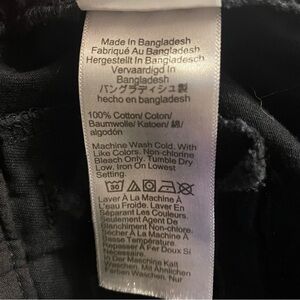 Made In Bangladesh
Fabriqué Au Bangladesh
Hergestellt In Bangladesch
Vervaardigd In
Bangladesh
バングラディシュ製
hecho en bangladesh
100% Cotton/ Coton/
Baumwolle/ Katoen/ 綿/
algodón
Machine Wash Cold, With
Like Colors. Non-chlorine
Bleach Only. Tumble Dry
Low. Iron On Lowest
Setting.
30
Laver À La Machine À
L'eau Froide. Laver En
Séparant Les Couleurs.
Seulement Agent De
Blanchiment Non-chlore.
Sécher À La Machine À
Basse Température.
Repasser À Fer Doux Si
Nécessaire.
In Der Maschine Kalt
Waschen. Mit Ähnlichen
Farben Waschen. Nur